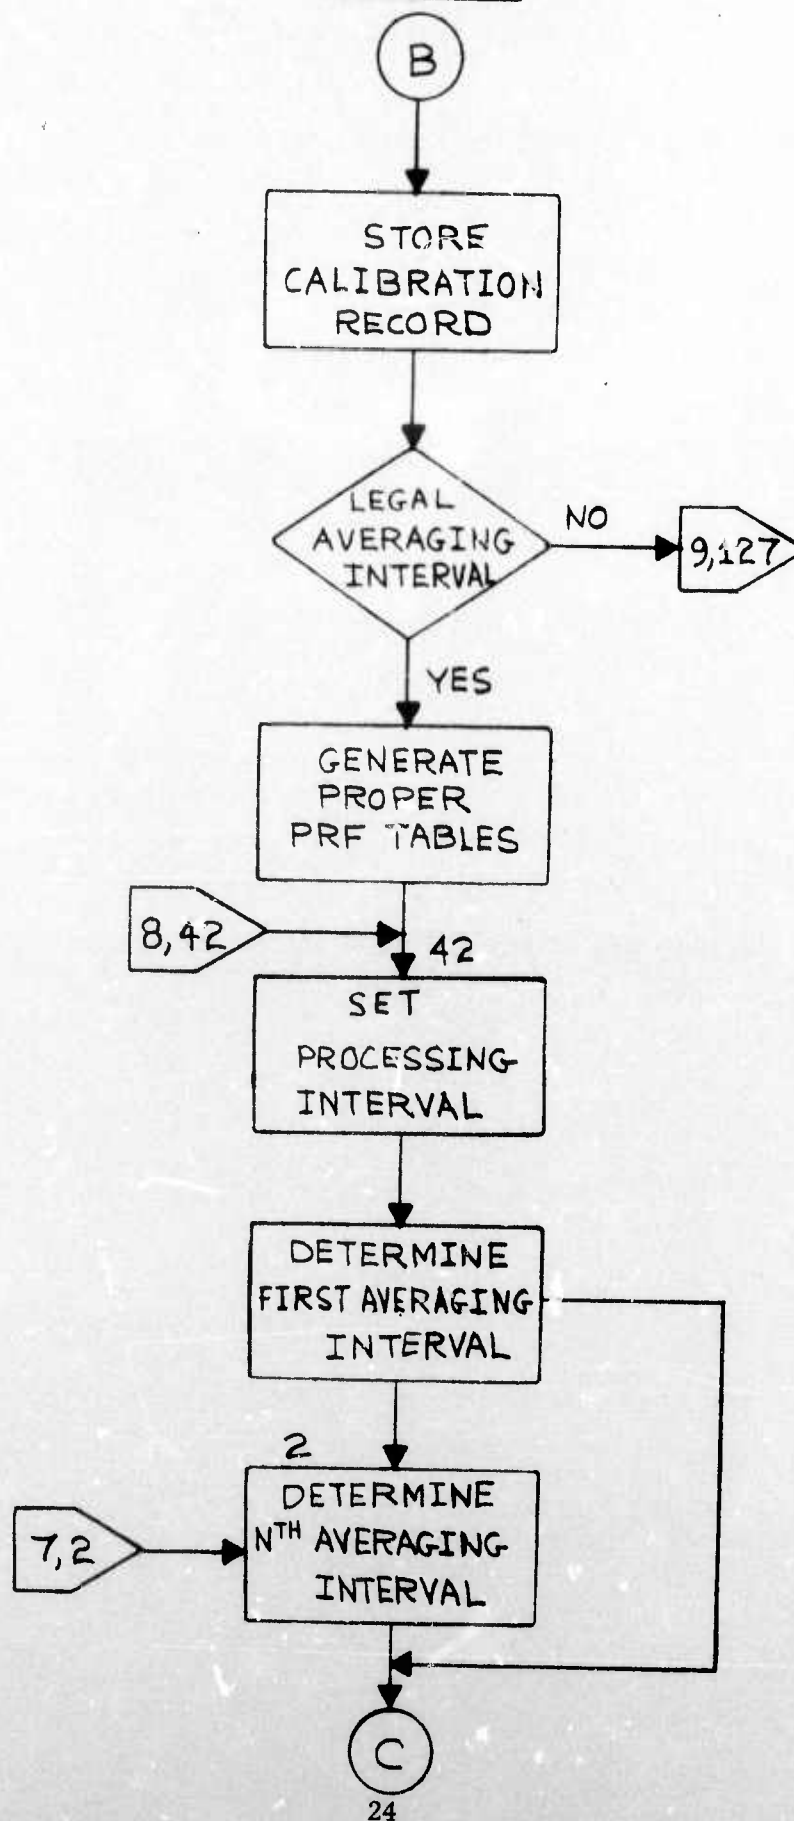 B
STORE
CALIBRATION
RECORD
LEGAL
AVERAGING
INTERVAL
NO
9,127
YES
GENERATE
PROPER
PRF TABLES
8,42
42
SET
PROCESSING
INTERVAL
DETERMINE
FIRST AVERAGING
INTERVAL
2
DETERMINE
NTH AVERAGING
INTERVAL
7,2
C
24